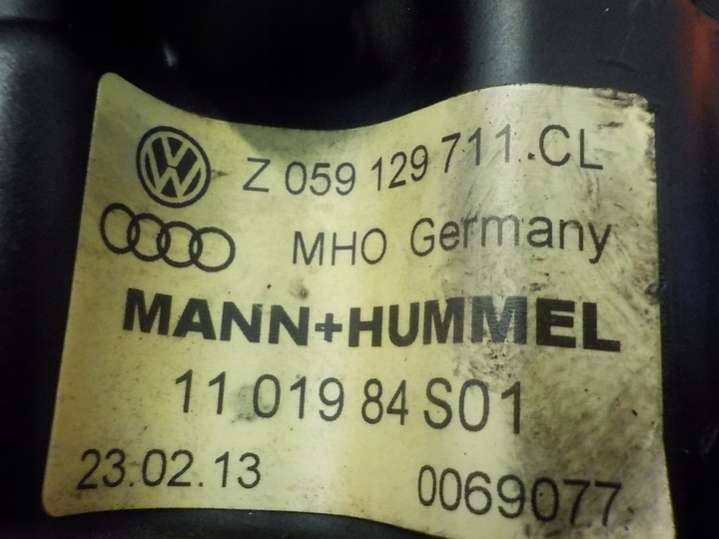 Z 059 129 711 CL
MHO Germany
MANN+HUMMEL
11 019 84 S01
23.02.13 0069077